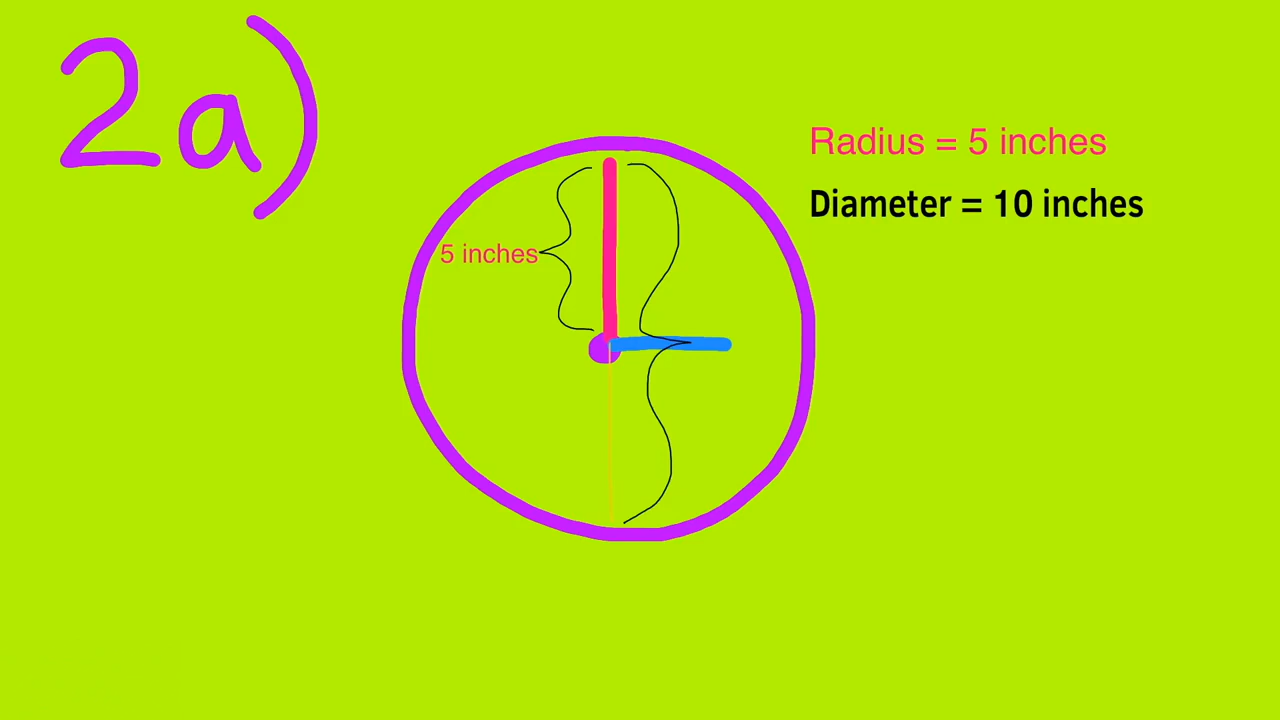 2a)
Radius = 5 inches
Diameter = 10 inches
5 inches